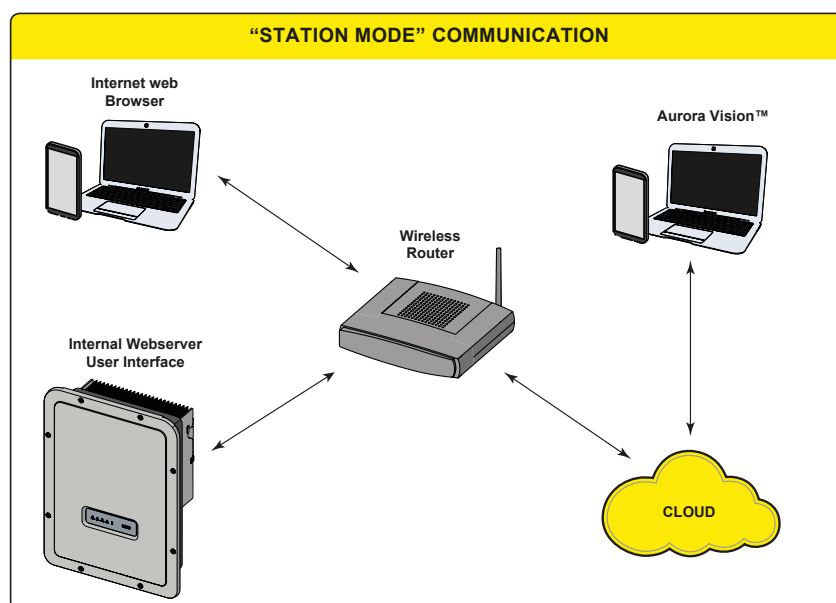 “STATION MODE” COMMUNICATION
Internet web
Browser
Aurora Vision™
Wireless
Router
Internal Webserver
User Interface
CLOUD